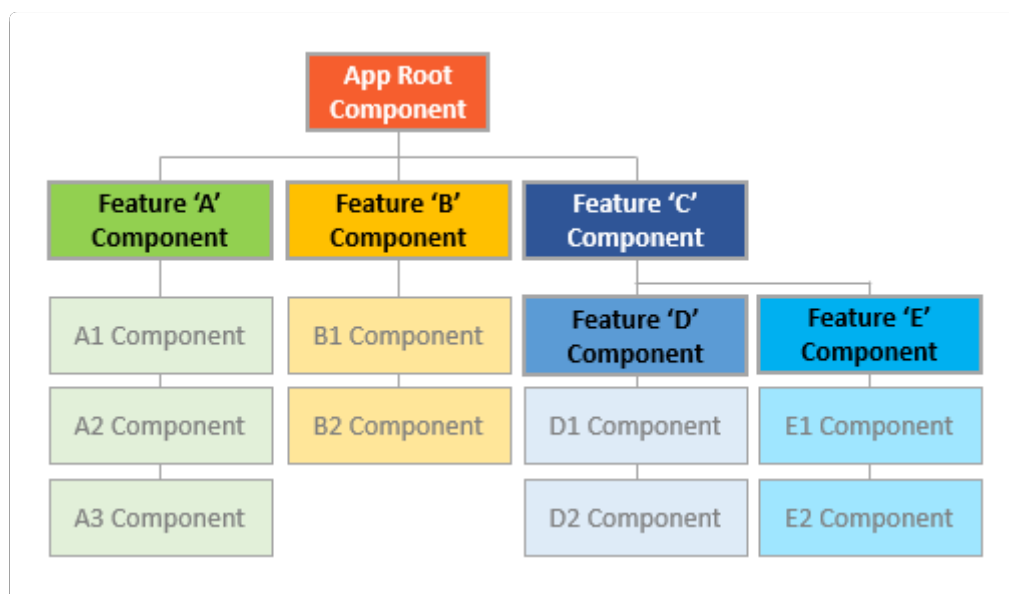 App Root
Component
Feature ‘A’
Component
Feature ‘B’
Component
Feature ‘C’
Component
A1 Component
B1 Component
Feature ‘D’
Component
Feature ‘E’
Component
A2 Component
B2 Component
D1 Component
E1 Component
A3 Component
D2 Component
E2 Component